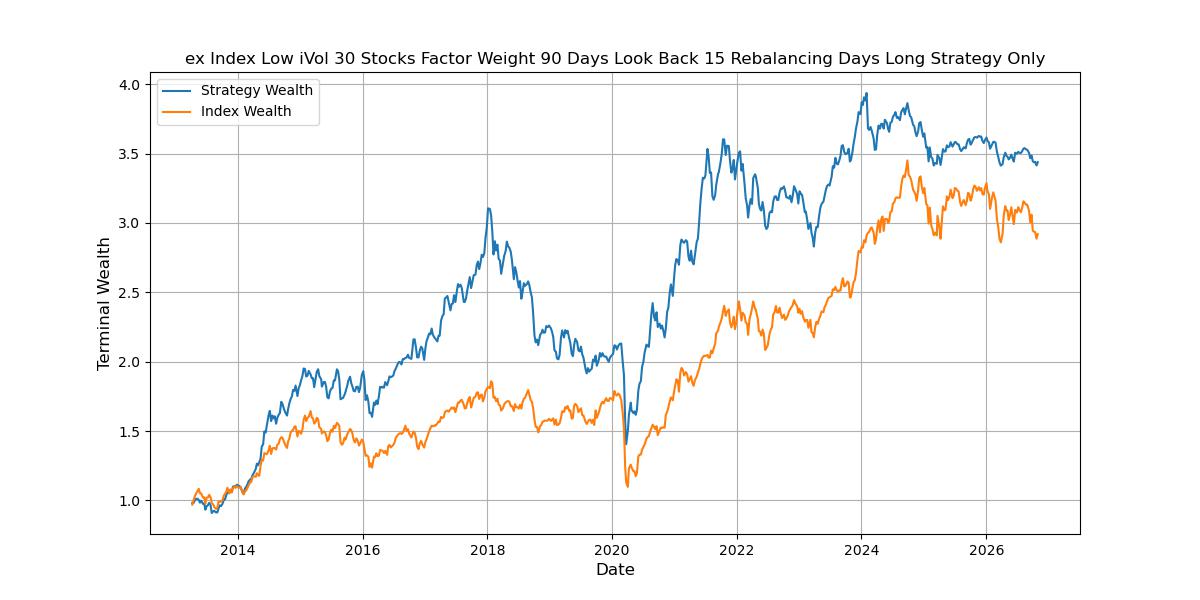 ex Index Low iVol 30 Stocks Factor Weight 90 Days Look Back 15 Rebalancing Days Long Strategy Only
Strategy Wealth
Index Wealth
Terminal Wealth
4.0
3.5
3.0
2.5
2.0
1.5
1.0
2014 2016 2018 2020 2022 2024 2026
Date